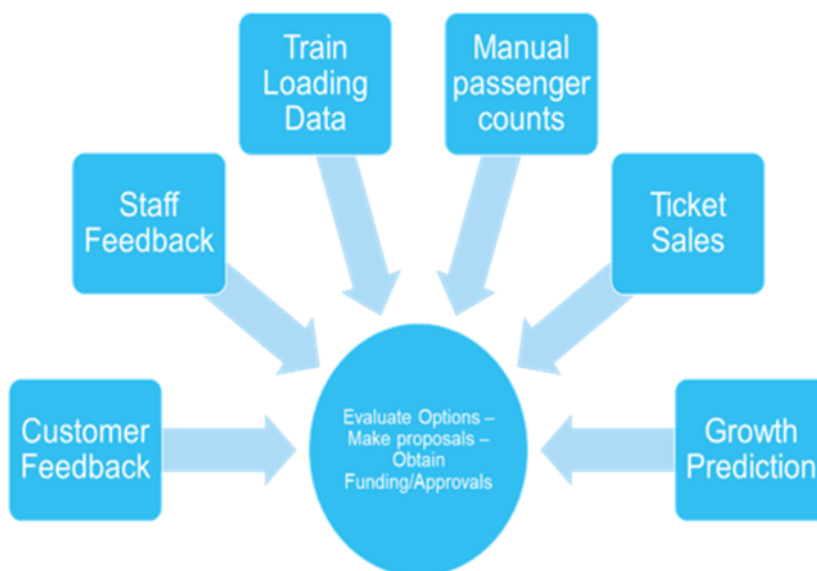 Train
Loading
Data
Manual
passenger
counts
Staff
Feedback
Ticket
Sales
Customer
Feedback
Evaluate Options –
Make proposals –
Obtain
Funding/Approvals
Growth
Prediction